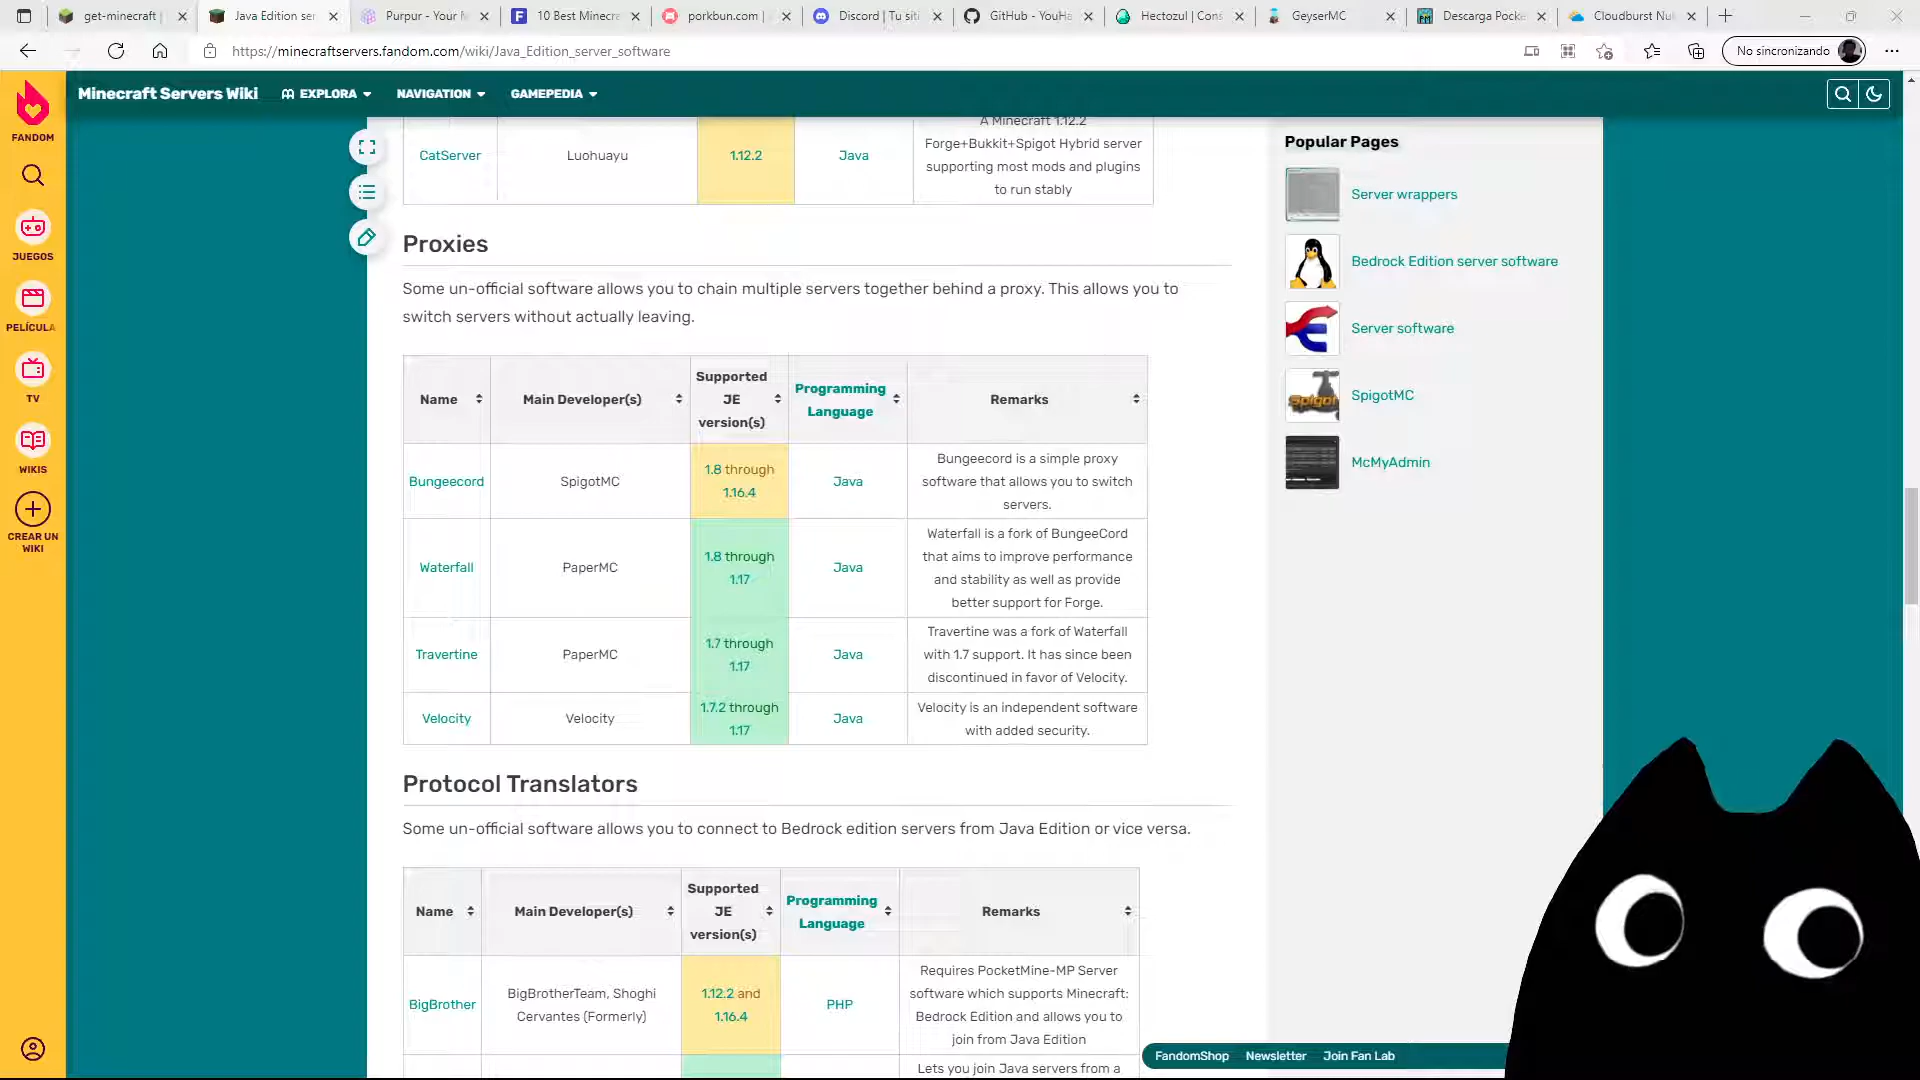 get-minecraft |
Java Edition ser
Purpur - Your M
10 Best Minecra
porkbun.com |
Discord | Tu siti
GitHub - YouHa
Hectozul | Cons
GeyserMC
Descarga Pocke
Cloudburst Nuk
https://minecraftservers.fandom.com/wiki/Java_Edition_server_software
No sincronizando
Minecraft Servers Wiki
EXPLORA
NAVIGATION
GAMEPEDIA
FANDOM
JUEGOS
PELÍCULA
TV
WIKIS
CREAR UN
WIKI
CatServer
Luohuayu
1.12.2
Java
A Minecraft 1.12.2
Forge+Bukkit+Spigot Hybrid server
supporting most mods and plugins
to run stably
Proxies
Some un-official software allows you to chain multiple servers together behind a proxy. This allows you to
switch servers without actually leaving.
Name
Main Developer(s)
Supported
JE
version(s)
Programming
Language
Remarks
Bungeecord
SpigotMC
1.8 through
1.16.4
Java
Bungeecord is a simple proxy
software that allows you to switch
servers.
Waterfall
PaperMC
1.8 through
1.17
Java
Waterfall is a fork of BungeeCord
that aims to improve performance
and stability as well as provide
better support for Forge.
Travertine
PaperMC
1.7 through
1.17
Java
Travertine was a fork of Waterfall
with 1.7 support. It has since been
discontinued in favor of Velocity.
Velocity
Velocity
1.7.2 through
1.17
Java
Velocity is an independent software
with added security.
Protocol Translators
Some un-official software allows you to connect to Bedrock edition servers from Java Edition or vice versa.
Name
Main Developer(s)
Supported
JE
version(s)
Programming
Language
Remarks
BigBrother
BigBrotherTeam, Shoghi
Cervantes (Formerly)
1.12.2 and
1.16.4
PHP
Requires PocketMine-MP Server
software which supports Minecraft:
Bedrock Edition and allows you to
join from Java Edition
Lets you join Java servers from a
Popular Pages
Server wrappers
Bedrock Edition server software
Server software
Spigot
SpigotMC
McMyAdmin
FandomShop
Newsletter
Join Fan Lab